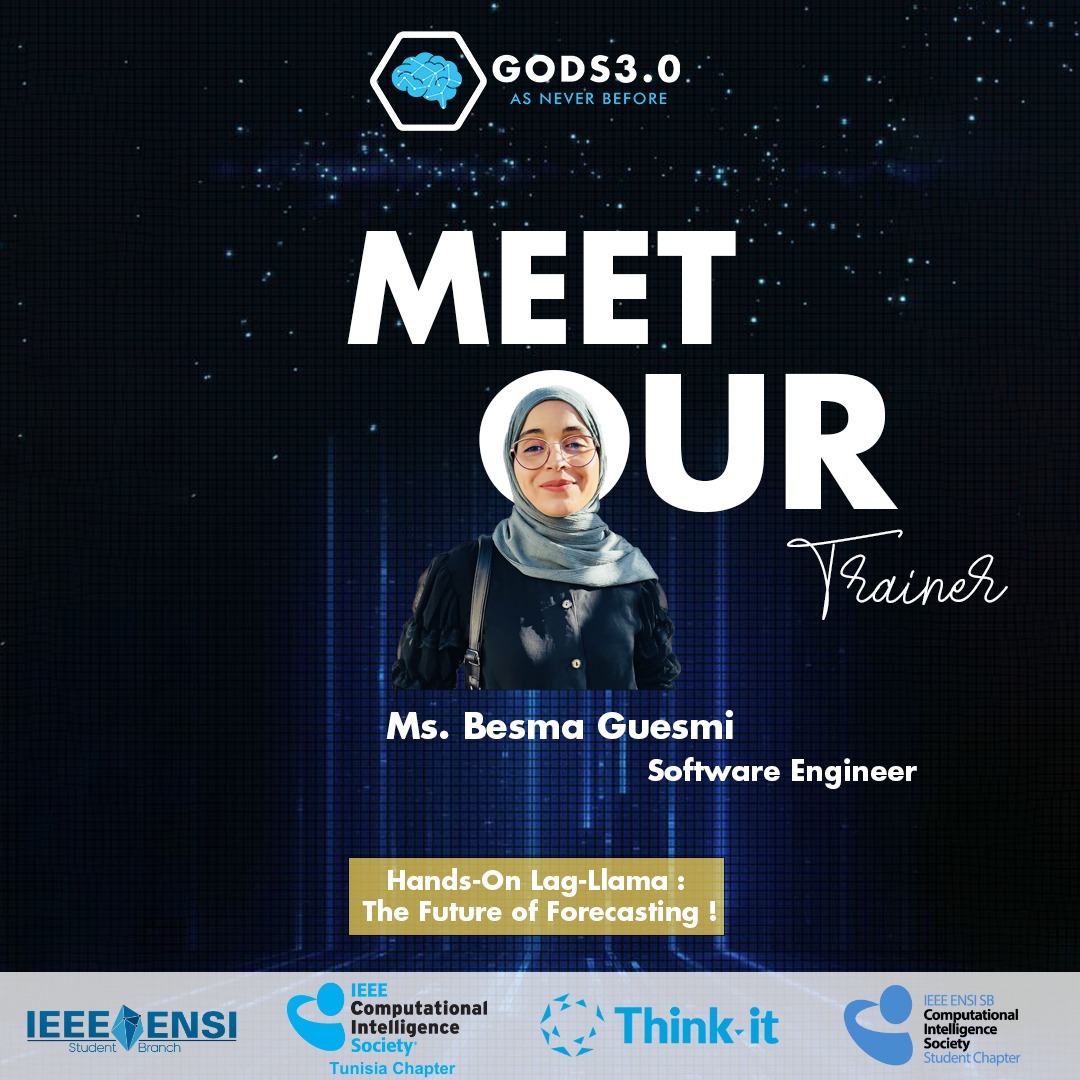 GODS3.0
AS NEVER BEFORE
MEET
OUR
Trainer
Ms. Besma Guesmi
Software Engineer
Hands-On Lag-Llama :
The Future of Forecasting !
IEEE ENSI
Student Branch
IEEE
Computational
Intelligence
Society
Tunisia Chapter
Think-it
IEEE ENSI SB
Computational
Intelligence
Society
Student Chapter